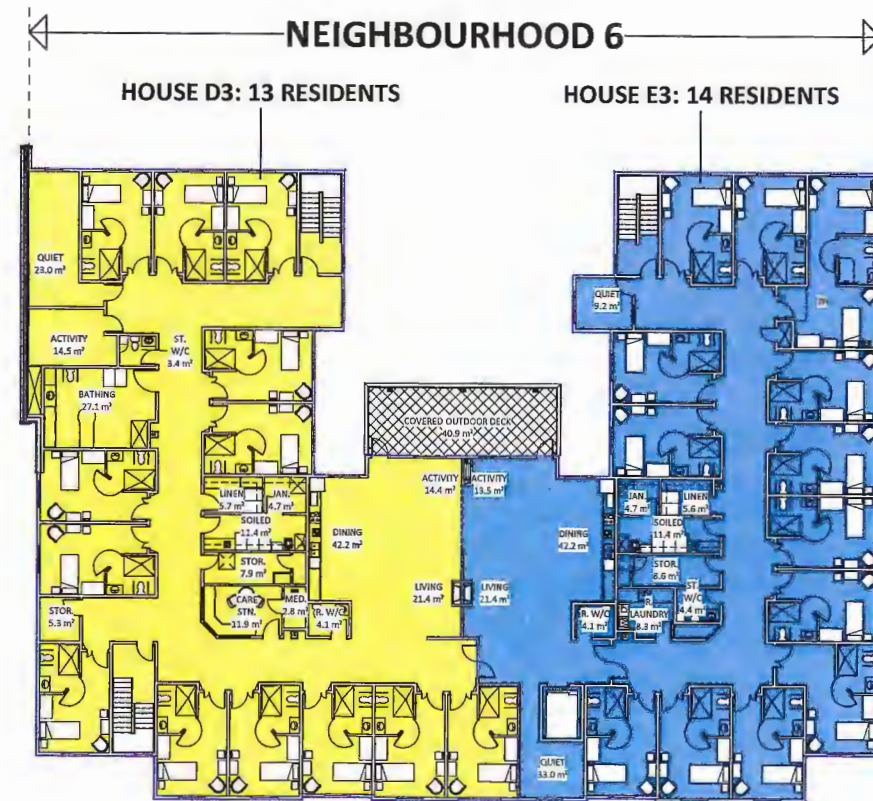 NEIGHBOURHOOD 6
HOUSE D3: 13 RESIDENTS
HOUSE E3: 14 RESIDENTS
QUIET
23.0 m²
ACTIVITY
14.5 m²
ST.
W/C
3.4 m²
BATHING
27.1 m²
LINEN
5.7 m²
JAN.
4.7 m²
SOILED
11.4 m²
STOR.
7.9 m²
CARE
STN.
11.9 m²
MED.
2.8 m²
R. W/C
4.1 m²
STOR.
5.3 m²
COVERED OUTDOOR DECK
40.9 m²
ACTIVITY
14.4 m²
DINING
42.2 m²
LIVING
21.4 m²
ACTIVITY
13.5 m²
DINING
42.2 m²
LIVING
21.4 m²
QUIET
9.2 m²
JAN.
4.7 m²
LINEN
5.6 m²
SOILED
11.4 m²
STOR.
8.6 m²
ST.
W/C
4.4 m²
R. W/C
4.1 m²
R.
LAUNDRY
8.3 m²
QUIET
33.0 m²